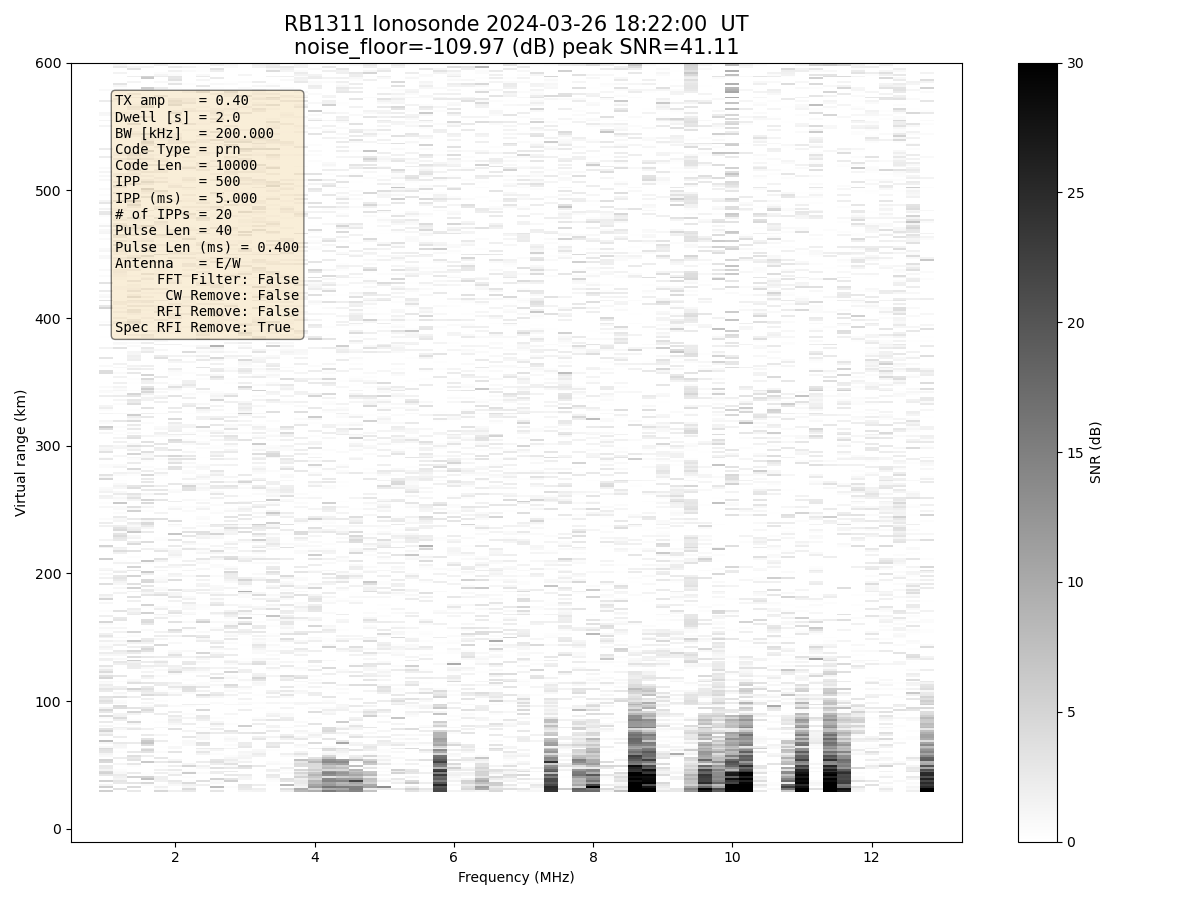 RB1311 Ionosonde 2024-03-26 18:22:00  UT
noise_floor=-109.97 (dB) peak SNR=41.11
TX amp    = 0.40
Dwell [s] = 2.0
BW [kHz]  = 200.000
Code Type = prn
Code Len  = 10000
IPP       = 500
IPP (ms)  = 5.000
# of IPPs = 20
Pulse Len = 40
Pulse Len (ms) = 0.400
Antenna   = E/W
FFT Filter: False
CW Remove: False
RFI Remove: False
Spec RFI Remove: True
600
500
400
300
200
100
0
Virtual range (km)
2 4 6 8 10 12
Frequency (MHz)
30
25
20
15
10
5
0
SNR (dB)